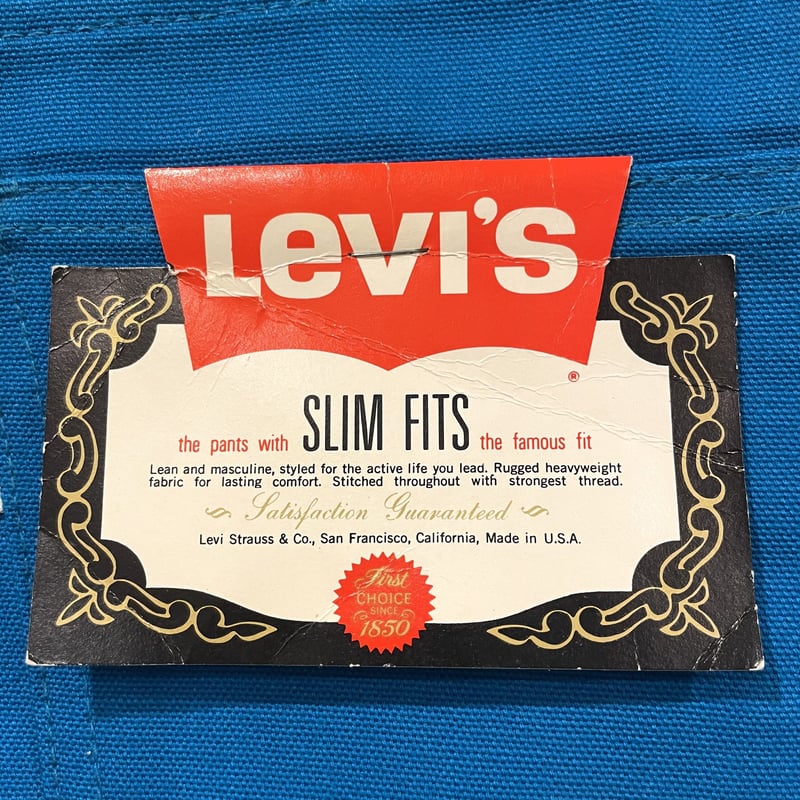 LeVI'S
®
the pants with SLIM FITS the famous fit
Lean and masculine, styled for the active life you lead. Rugged heavyweight
fabric for lasting comfort. Stitched throughout with strongest thread.
Satisfaction Guaranteed
Levi Strauss & Co., San Francisco, California, Made in U.S.A.
First
CHOICE
SINCE
1850